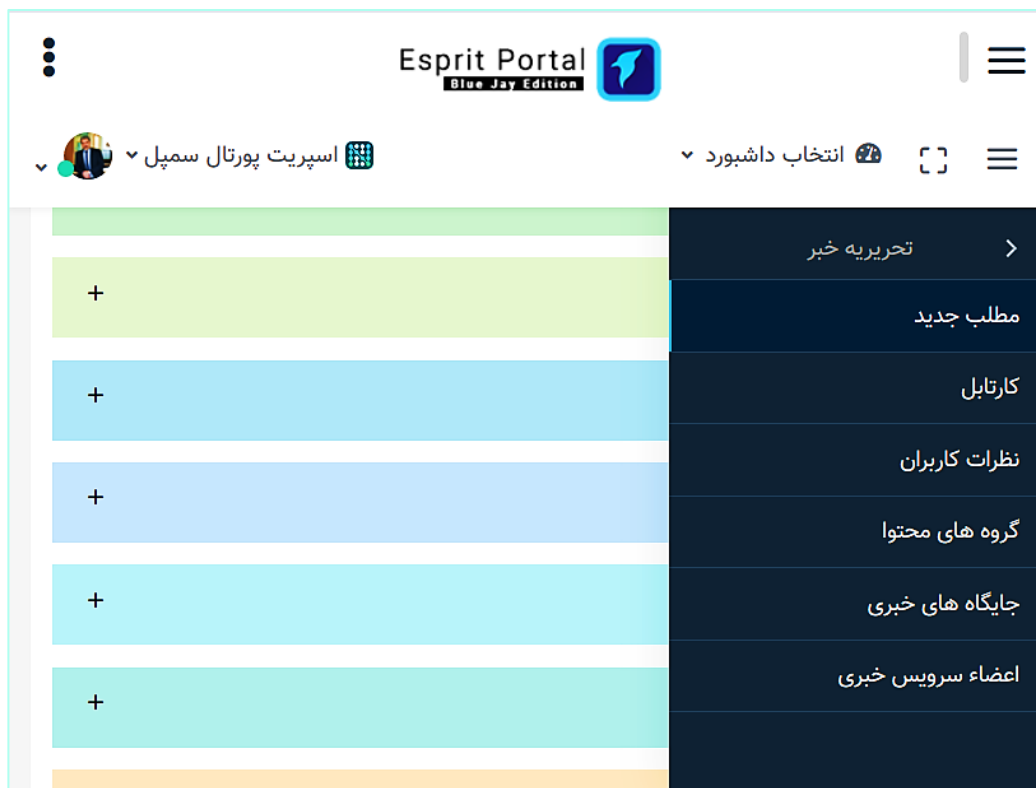 Esprit Portal
Blue Jay Edition
انتخاب داشبورد
اسپریت پورتال سمپل
تحریریه خبر
مطلب جدید
کارتابل
نظرات کاربران
گروه های محتوا
جایگاه های خبری
اعضاء سرویس خبری
+
+
+
+
+